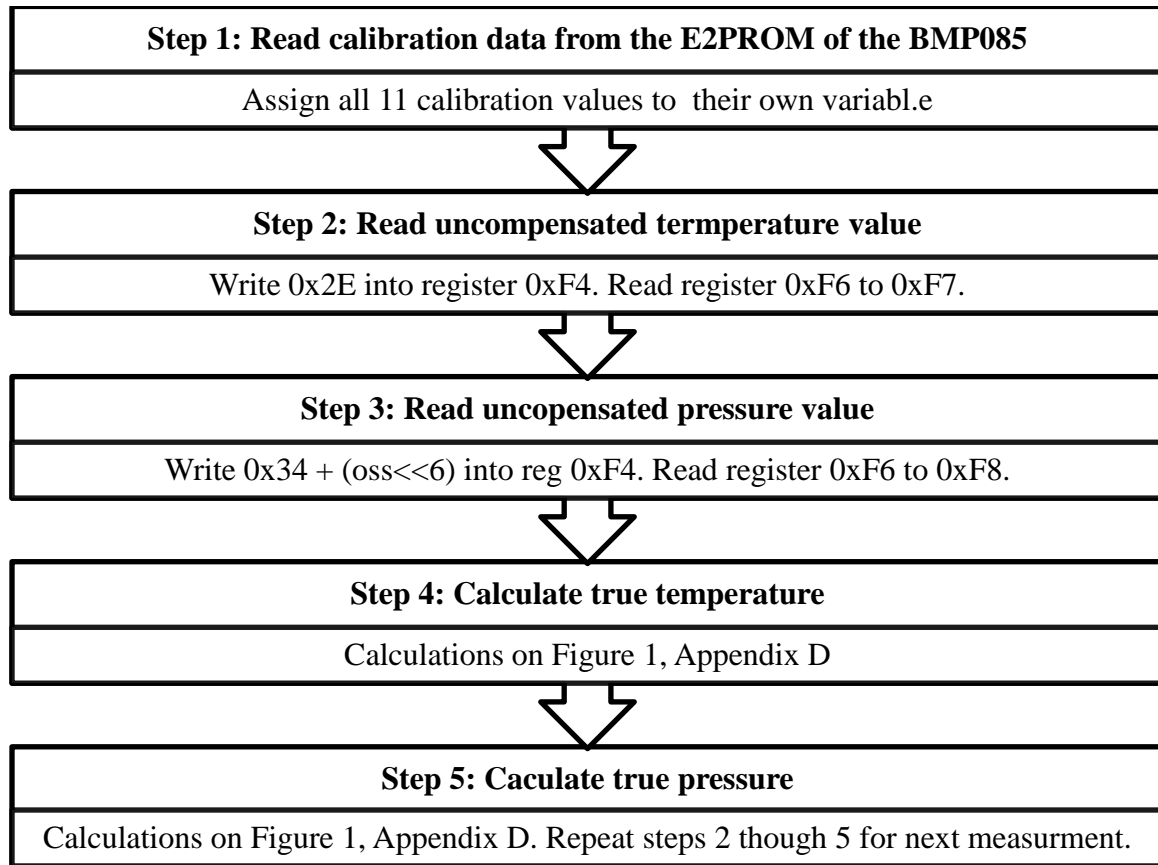 Step 1: Read calibration data from the E2PROM of the BMP085
Assign all 11 calibration values to their own variabl.e
Step 2: Read uncompensated termperature value
Write 0x2E into register 0xF4. Read register 0xF6 to 0xF7.
Step 3: Read uncopensated pressure value
Write 0x34 + (oss<<6) into reg 0xF4. Read register 0xF6 to 0xF8.
Step 4: Calculate true temperature
Calculations on Figure 1, Appendix D
Step 5: Caculate true pressure
Calculations on Figure 1, Appendix D. Repeat steps 2 though 5 for next measurment.